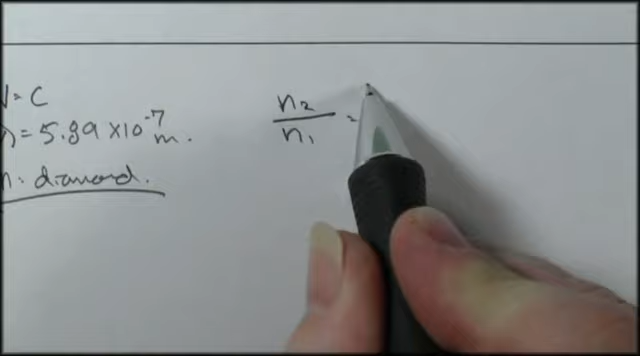 V = C
λ = 5.89 x 10⁻⁷ m.
n: diamond.
n₂
n₁ =